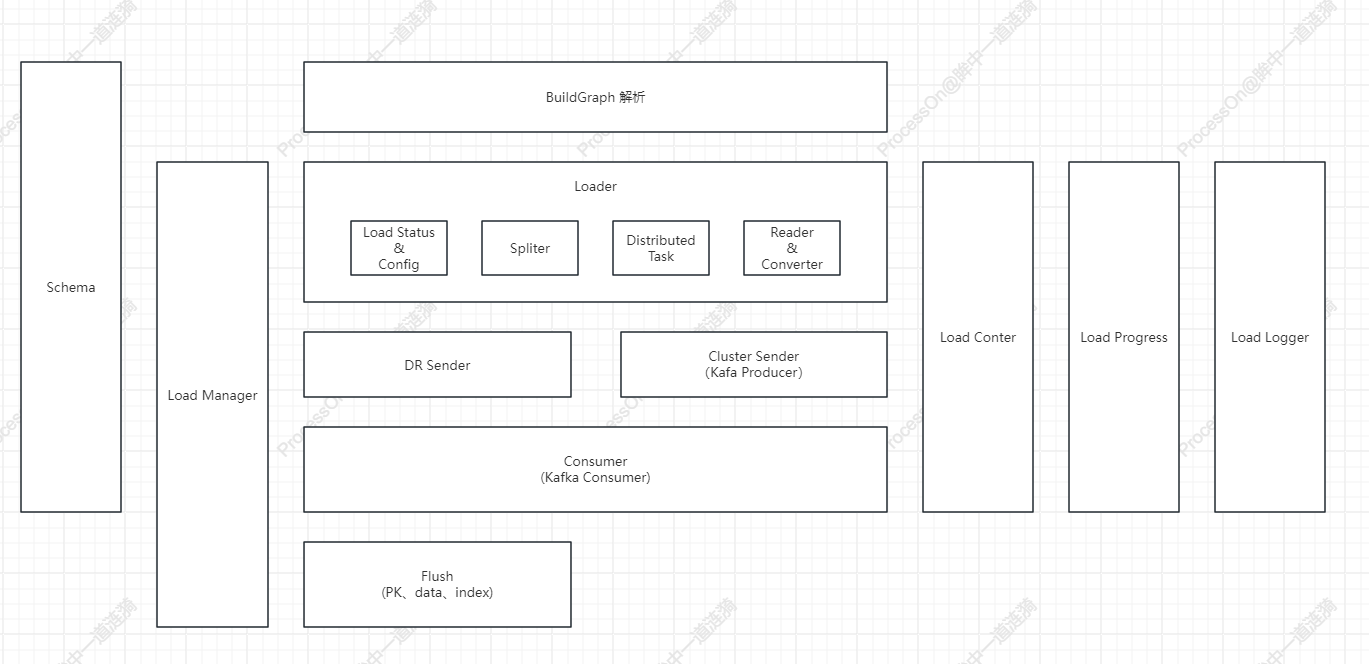 BuildGraph 解析
Schema
Load Manager
Loader
Load Status
&
Config
Spliter
Distributed
Task
Reader
&
Converter
DR Sender
Cluster Sender
(Kafa Producer)
Consumer
(Kafka Consumer)
Flush
(PK、data、index)
Load Conter
Load Progress
Load Logger
ProcessOn@眸中一道涟漪